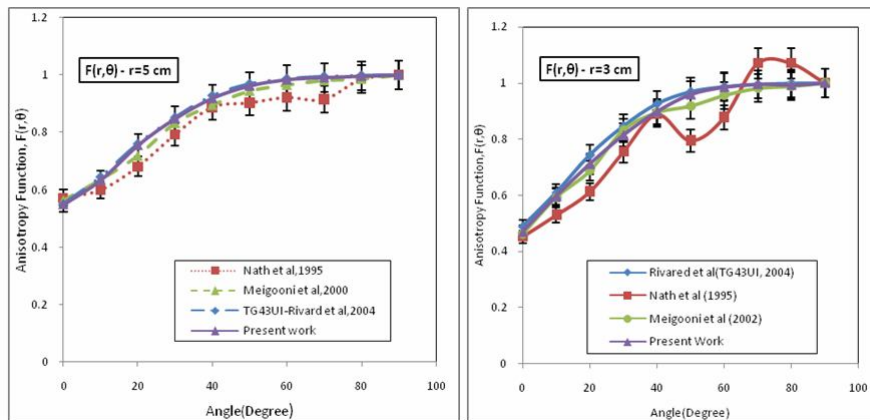 F(r,θ) - r=5 cm
Anisotropy Function, F(r,θ)
1.2
1
0.8
0.6
0.4
0.2
0
Nath et al,1995
Meigooni et al,2000
TG43UI-Rivard et al,2004
Present work
0 20 40 60 80 100
Angle(Degree)
F(r,θ) - r=3 cm
Anisotropy Function,F(r,θ)
1.2
1.0
0.8
0.6
0.4
0.2
0.0
Rivared et al(TG43UI, 2004)
Nath et al (1995)
Meigooni et al (2002)
Present Work
0 20 40 60 80 100
Angle(Degree)